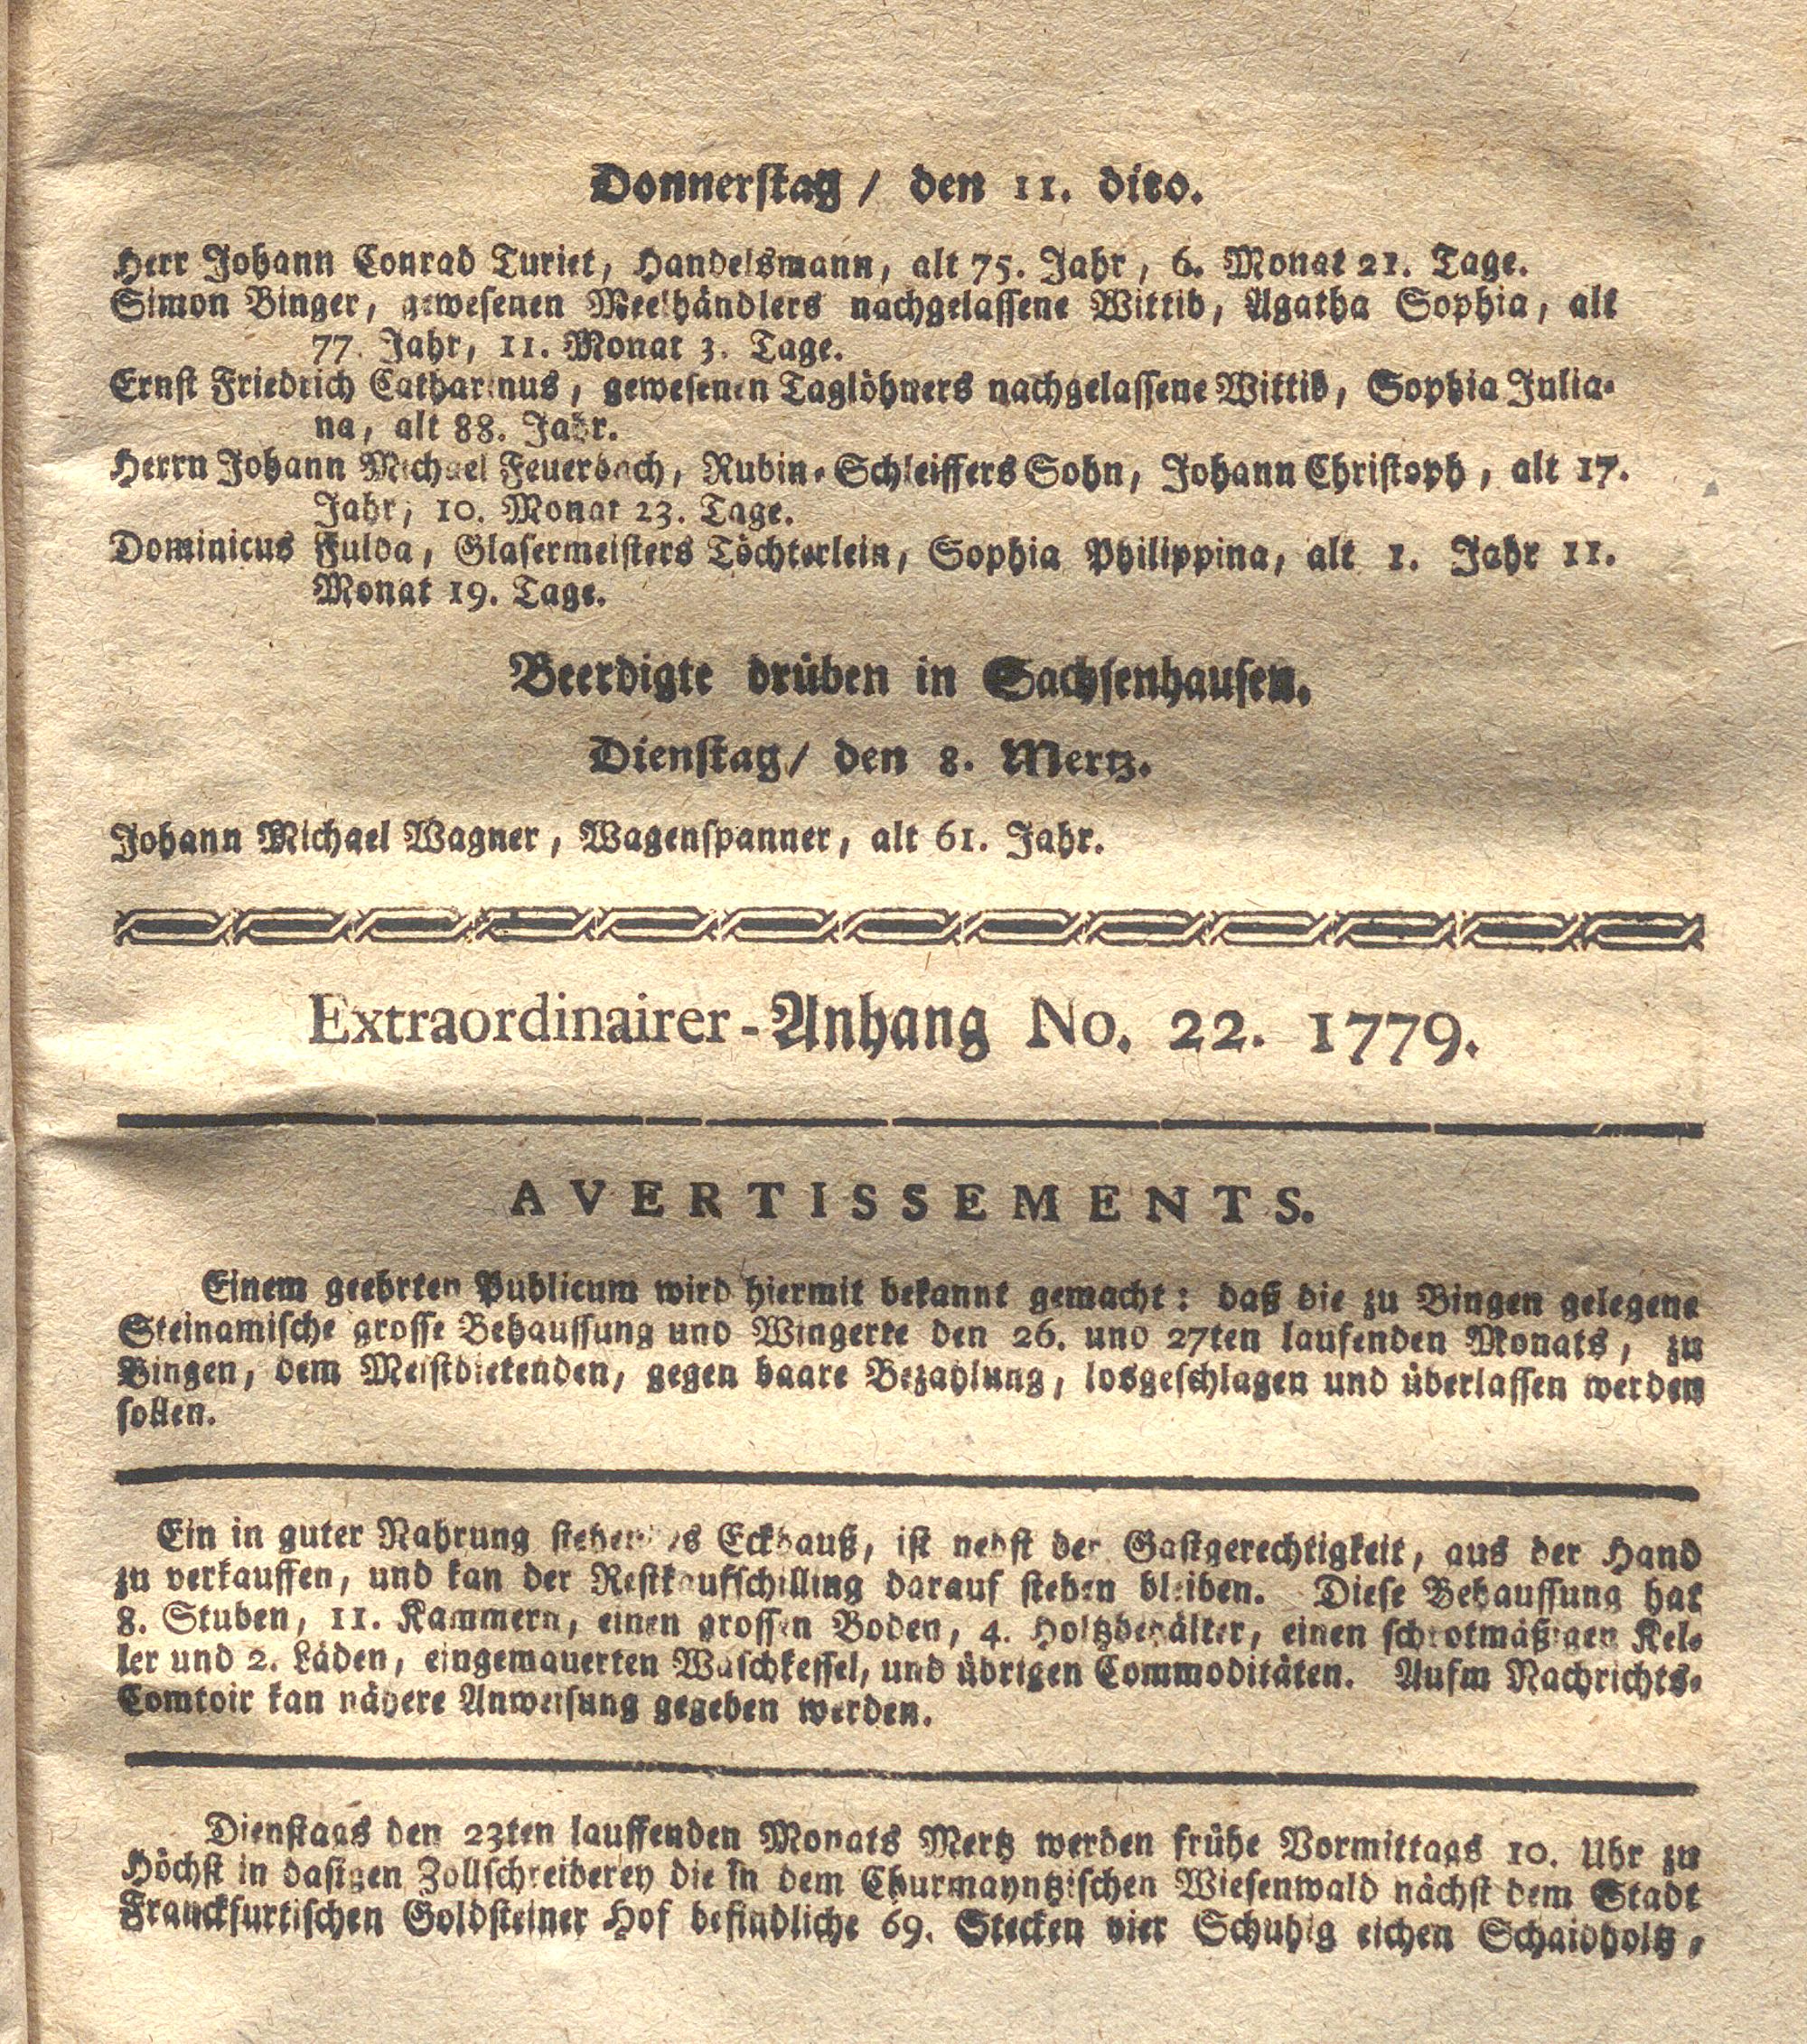 Donnerstag / den 11. dito.
Herr Johann Conrad Turiet, Handelsmann, alt 75. Jahr, 6. Monat 21. Tage.
Simon Binger, gewesenen Meelhändlers nachgelassene Wittib, Agatha Sophia, alt
77. Jahr, 11. Monat 3. Tage.
Ernst Friedrich Catharinus, gewesenen Taglöhners nachgelassene Wittib, Sophia Julia-
na, alt 88. Jahr.
Herrn Johann Michael Feuerbach, Rubin-Schleiffers Sohn, Johann Christoph, alt 17.
Jahr, 10. Monat 23. Tage.
Dominicus Fulda, Glasermeisters Töchterlein, Sophia Philippina, alt 1. Jahr 11.
Monat 19. Tage.
Beerdigte drüben in Sachsenhausen.
Dienstag / den 8. Mertz.
Johann Michael Wagner, Wagenspanner, alt 61. Jahr.
Extraordinairer-Anhang No. 22. 1779.
AVERTISSEMENTS.
Einem geehrten Publicum wird hiermit bekannt gemacht: daß die zu Bingen gelegene
Steinamische grosse Behaussung und Wingerte den 26. und 27ten laufenden Monats, zu
Bingen, dem Meistbietenden, gegen baare Bezahlung, losgeschlagen und überlassen werden
sollen.
Ein in guter Nahrung stehendes Eckhauß, ist nebst der Gastgerechtigkeit, aus der Hand
zu verkauffen, und kan der Restkaufschilling darauf stehen bleiben. Diese Behaussung hat
8. Stuben, 11. Kammern, einen grossen Boden, 4. Holtzbehälter, einen schrotmäßigen Kel-
ler und 2. Läden, eingemauerten Waschkessel, und übrigen Commoditäten. Aufm Nachrichts-
Comtoir kan nähere Anweisung gegeben werden.
Dienstags den 23ten lauffenden Monats Mertz werden frühe Vormittags 10. Uhr zu
Höchst in dasigen Zollschreiberey die in dem Churmayntzischen Wiesenwald nächst dem Stadt
Franckfurtischen Goldsteiner Hof befindliche 69. Stecken vier Schuhig eichen Schaidholtz,